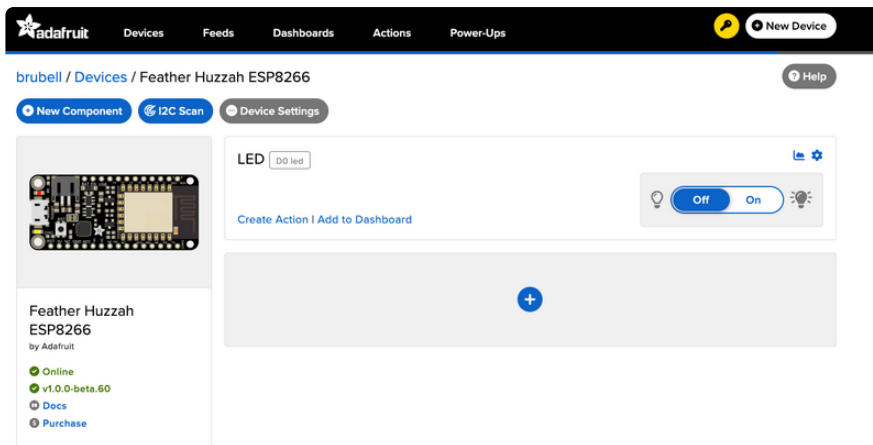 adafruit Devices Feeds Dashboards Actions Power-Ups New Device
brubell / Devices / Feather Huzzah ESP8266 Help
New Component I2C Scan Device Settings
LED D0 led
Off On
Create Action | Add to Dashboard
Feather Huzzah
ESP8266
by Adafruit
Online
v1.0.0-beta.60
Docs
Purchase